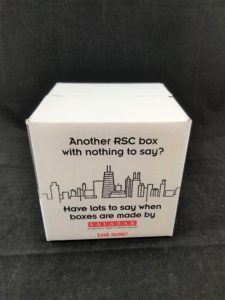 Another RSC box
with nothing to say?
Have lots to say when
boxes are made by
SALAZAR
Look Inside!